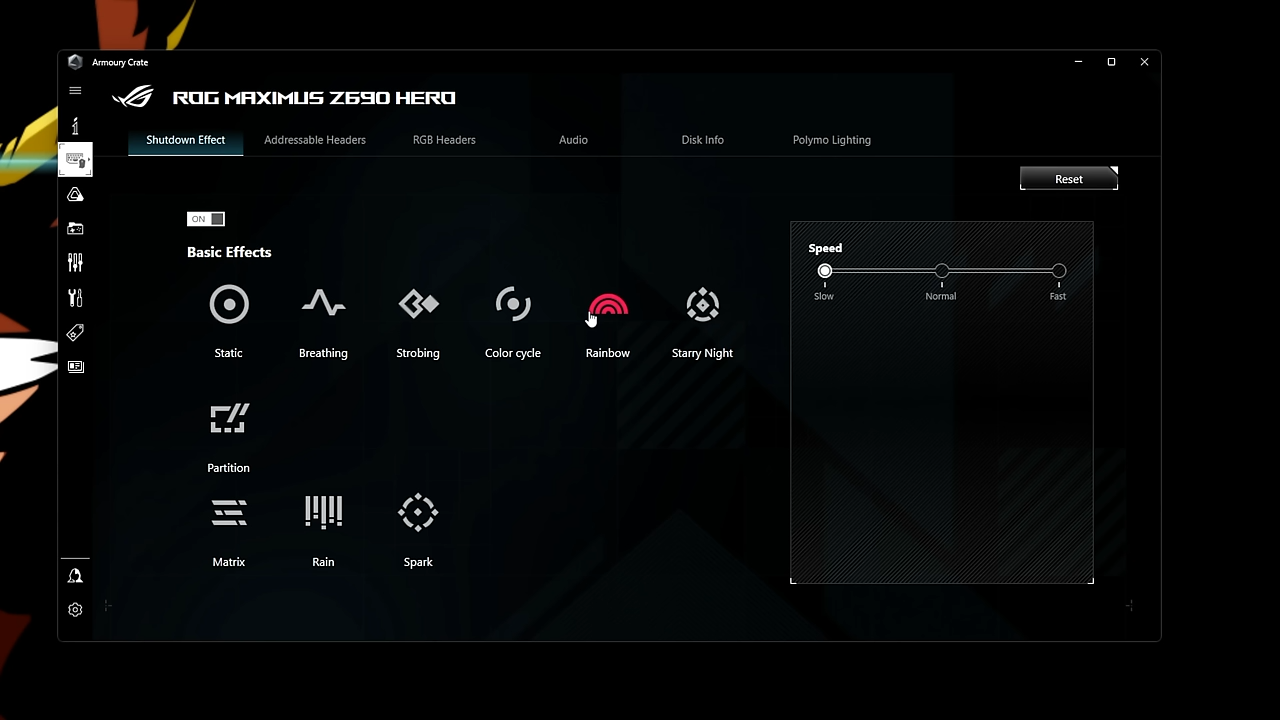 Armoury Crate
ROG MAXIMUS Z690 HERO
Shutdown Effect Addressable Headers RGB Headers Audio Disk Info Polymo Lighting
Reset
ON
Basic Effects
Speed
Slow Normal Fast
Static Breathing Strobing Color cycle Rainbow Starry Night
Partition
Matrix Rain Spark